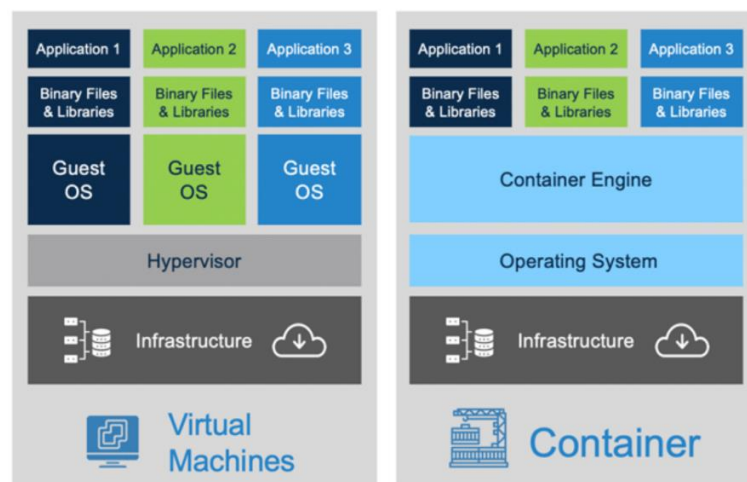 Application 1
Application 2
Application 3
Binary Files
& Libraries
Binary Files
& Libraries
Binary Files
& Libraries
Guest
OS
Guest
OS
Guest
OS
Hypervisor
Infrastructure
Virtual
Machines
Application 1
Application 2
Application 3
Binary Files
& Libraries
Binary Files
& Libraries
Binary Files
& Libraries
Container Engine
Operating System
Infrastructure
Container